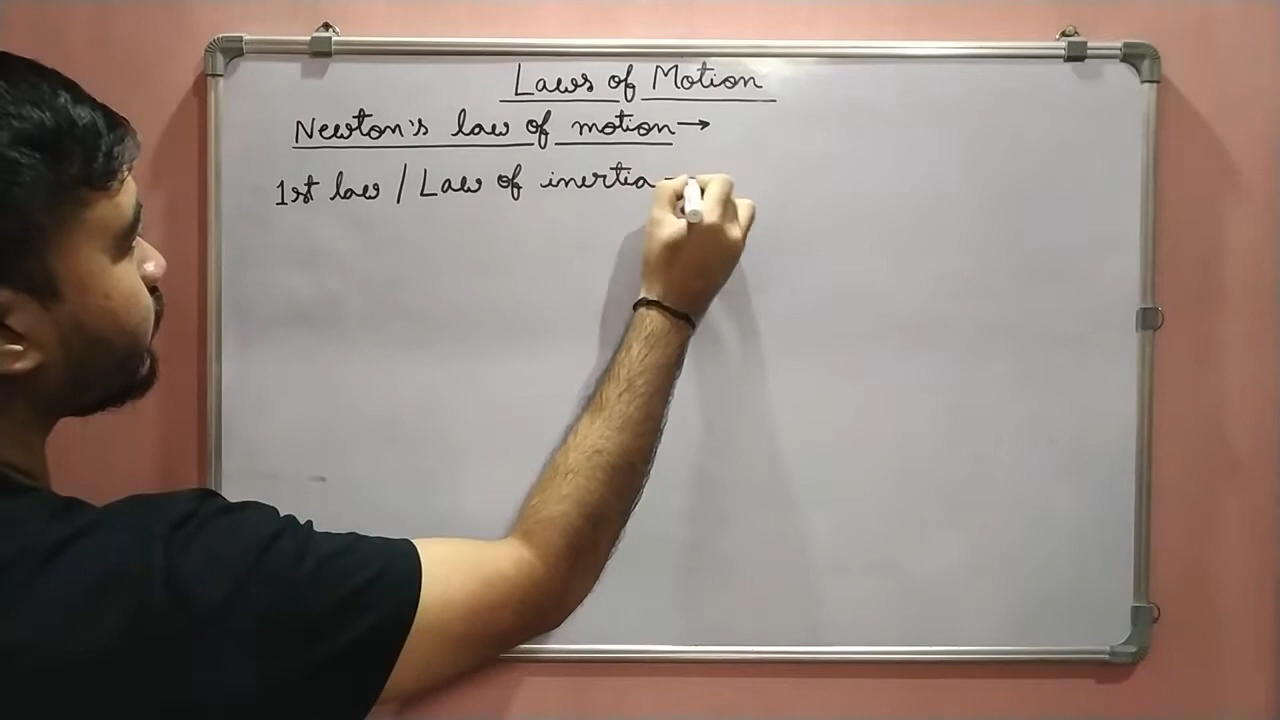 Laws of Motion
Newton's law of motion→
1st law / Law of inertia -